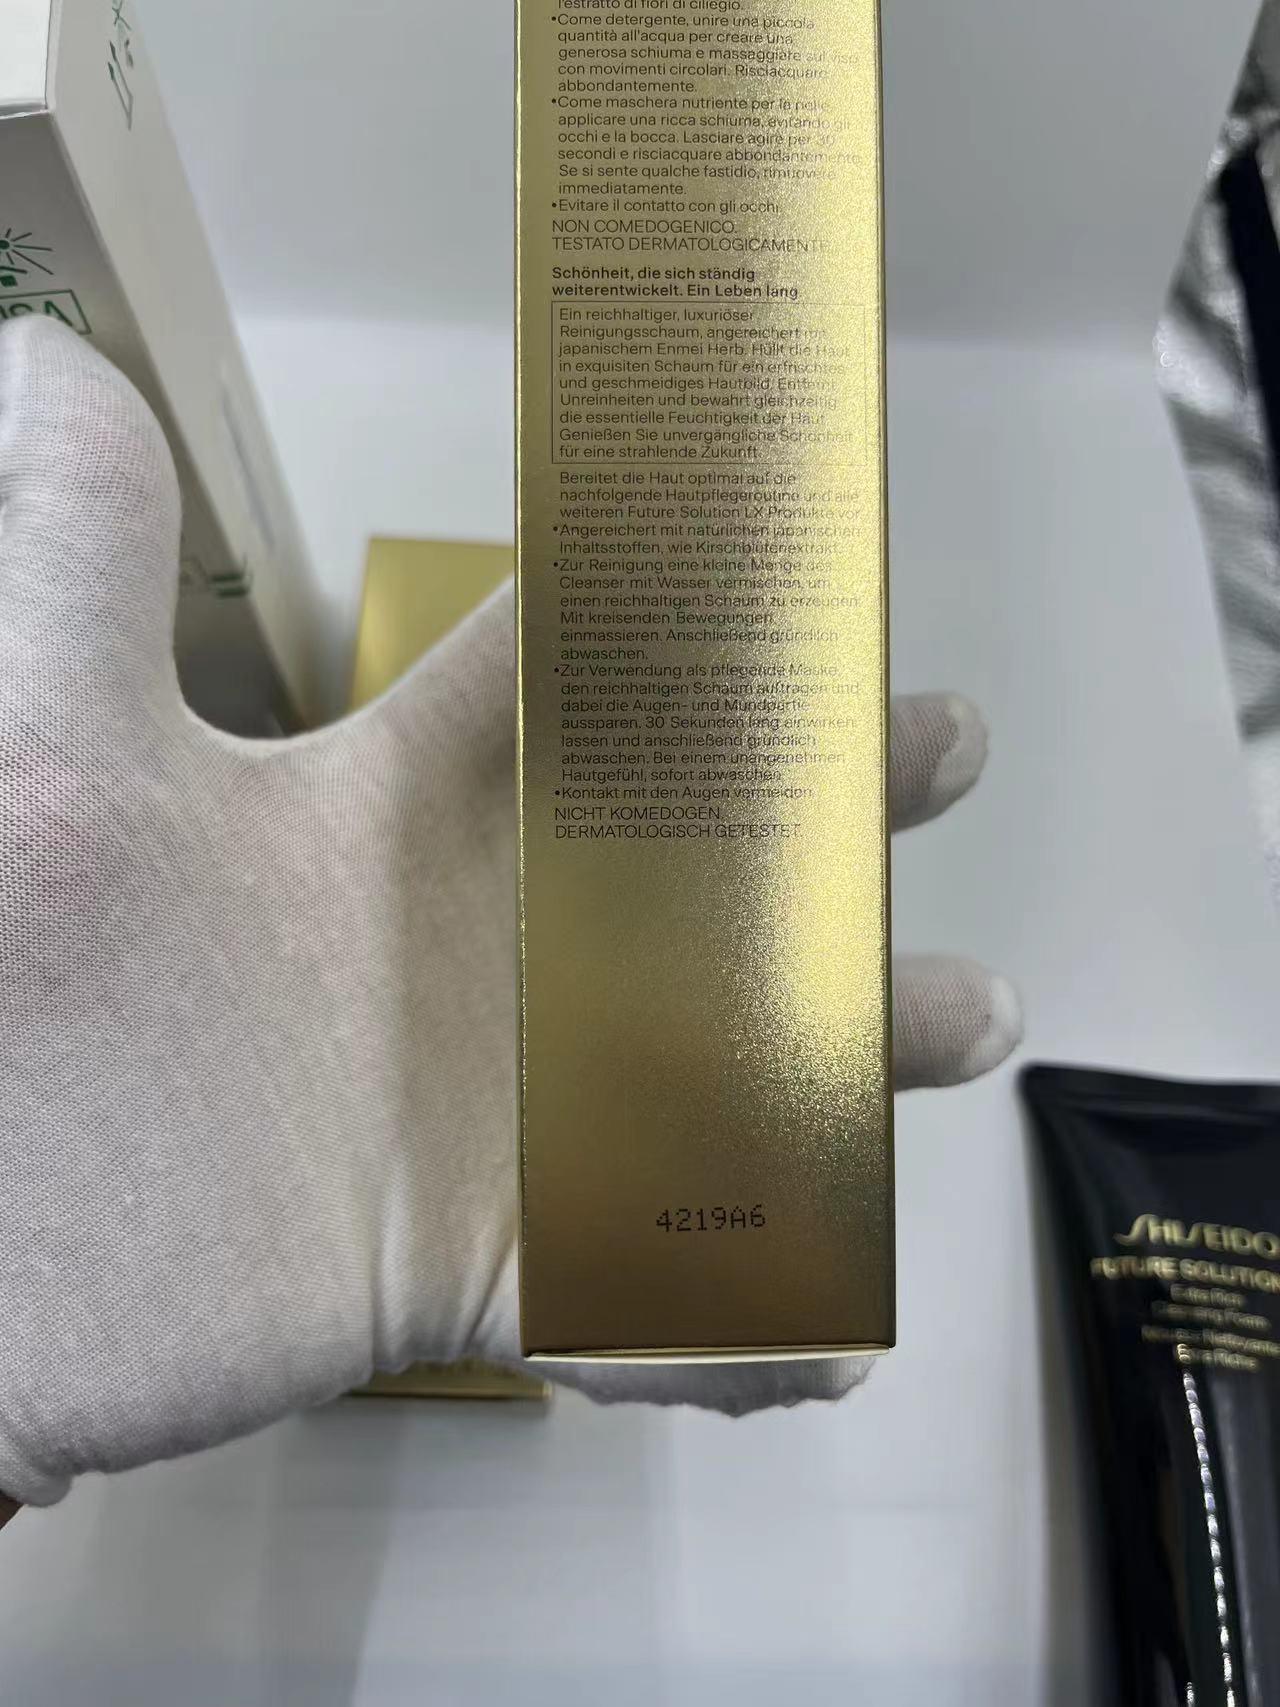 l'estratto di fiori di ciliegio.
•Come detergente, unire una piccola
quantità all'acqua per creare una
generosa schiuma e massaggiare sul viso
con movimenti circolari. Risciacquare
abbondantemente.
•Come maschera nutriente per la pelle,
applicare una ricca schiuma, evitando gli
occhi e la bocca. Lasciare agire per 30
secondi e risciacquare abbondantemente.
Se si sente qualche fastidio, rimuovere
immediatamente.
•Evitare il contatto con gli occhi.
NON COMEDOGENICO.
TESTATO DERMATOLOGICAMENTE.
Schönheit, die sich ständig
weiterentwickelt. Ein Leben lang.
Ein reichhaltiger, luxuriöser
Reinigungsschaum, angereichert mit
japanischem Enmei Herb. Hüllt die Haut
in exquisiten Schaum für ein erfrischtes
und geschmeidiges Hautbild. Entfernt
Unreinheiten und bewahrt gleichzeitig
die essentielle Feuchtigkeit der Haut.
Genießen Sie unvergängliche Schönheit
für eine strahlende Zukunft.
Bereitet die Haut optimal auf die
nachfolgende Hautpflegeroutine und alle
weiteren Future Solution LX Produkte vor.
•Angereichert mit natürlichen japanischen
Inhaltsstoffen, wie Kirschblütenextrakt.
•Zur Reinigung eine kleine Menge des
Cleanser mit Wasser vermischen, um
einen reichhaltigen Schaum zu erzeugen.
Mit kreisenden Bewegungen
einmassieren. Anschließend gründlich
abwaschen.
•Zur Verwendung als pflegende Maske,
den reichhaltigen Schaum auftragen und
dabei die Augen- und Mundpartie
aussparen. 30 Sekunden lang einwirken
lassen und anschließend gründlich
abwaschen. Bei einem unangenehmen
Hautgefühl, sofort abwaschen.
•Kontakt mit den Augen vermeiden.
NICHT KOMEDOGEN.
DERMATOLOGISCH GETESTET.
4219A6
SHISEIDO
FUTURE SOLUTION
Extra Rich
Cleansing Foam